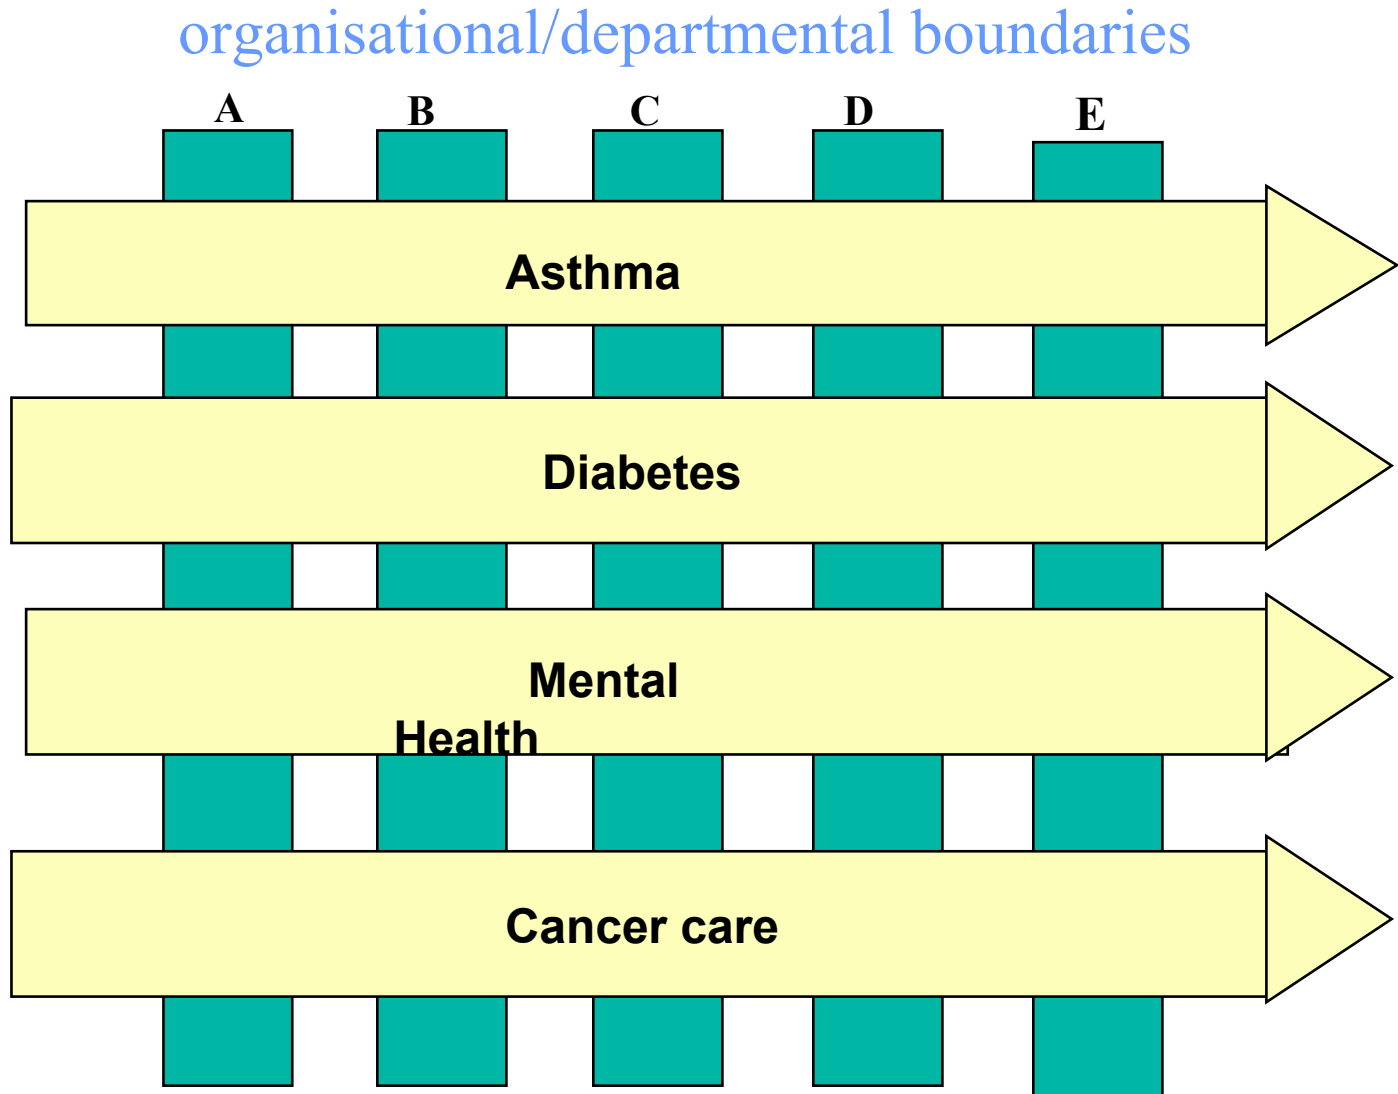 organisational/departmental boundaries
A B C D E
Asthma
Diabetes
Mental
Health
Cancer care